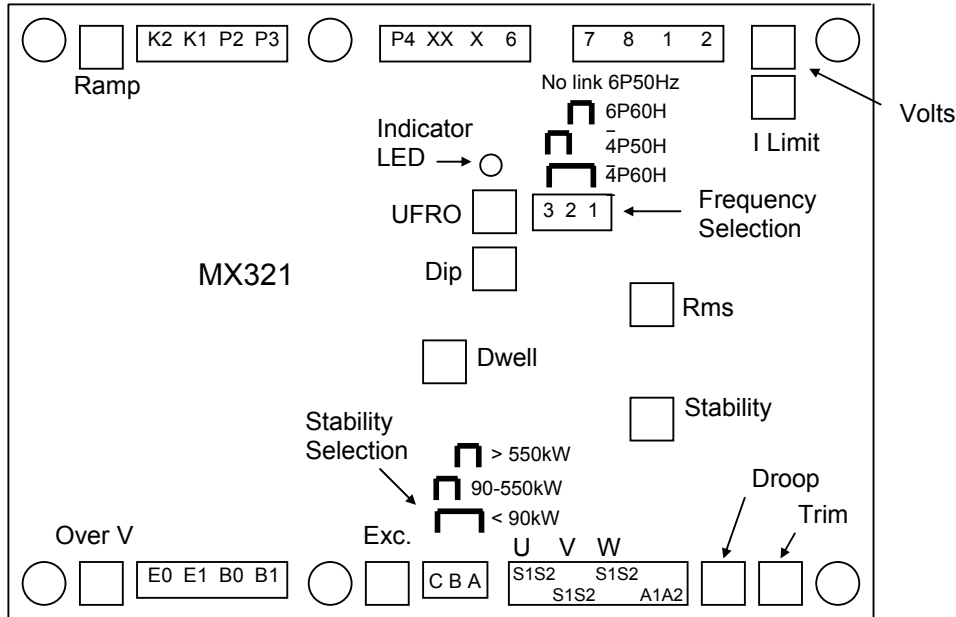 K2 K1 P2 P3
P4 XX X 6
7 8 1 2
Ramp
No link 6P50Hz
6P60H
4P50H
4P60H
Volts
I Limit
Indicator
LED
UFRO
3 2 1
Frequency
Selection
Dip
MX321
Rms
Dwell
Stability
Stability
Selection
> 550kW
90-550kW
< 90kW
Droop
Trim
Over V
Exc.
U V W
E0 E1 B0 B1
C B A
S1S2 S1S2
S1S2 A1A2